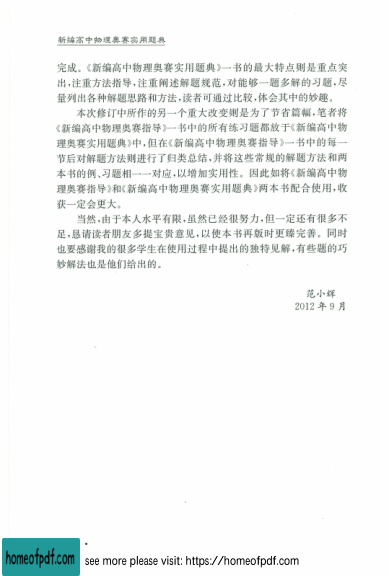 新编高中物理奥赛实用题典
完成。《新编高中物理奥赛实用题典》一书的最大特点则是重点突
出,注重方法指导,注重阐述解题规范,对能够一题多解的习题,尽
量列出各种解题思路和方法,读者可通过比较,体会其中的妙趣。
本次修订中所作的另一个重大改变则是为了节省篇幅,笔者将
《新编高中物理奥赛指导》一书中的所有练习题都放于《新编高中物
理奥赛实用题典》中,但在《新编高中物理奥赛指导》一书中的每一
节后对解题方法则进行了归类总结,并将这些常规的解题方法和两
本书的例、习题相一一对应,以增加实用性。因此如将《新编高中物
理奥赛指导》和《新编高中物理奥赛实用题典》两本书配合使用,收
获一定会更大。
当然,由于本人水平有限,虽然已经很努力,但一定还有很多不
足,恳请读者朋友多提宝贵意见,以使本书再版时更臻完善。同时
也要感谢我的很多学生在使用过程中提出的独特见解,有些题的巧
妙解法也是他们给出的。
范小辉
2012 年 9 月
homeofpdf.com
see more please visit: https://homeofpdf.com